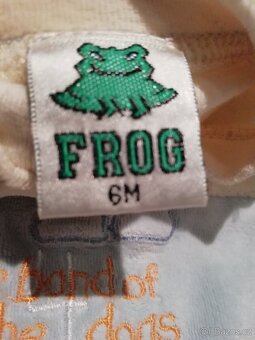 FROG
6M
band of
the dogs